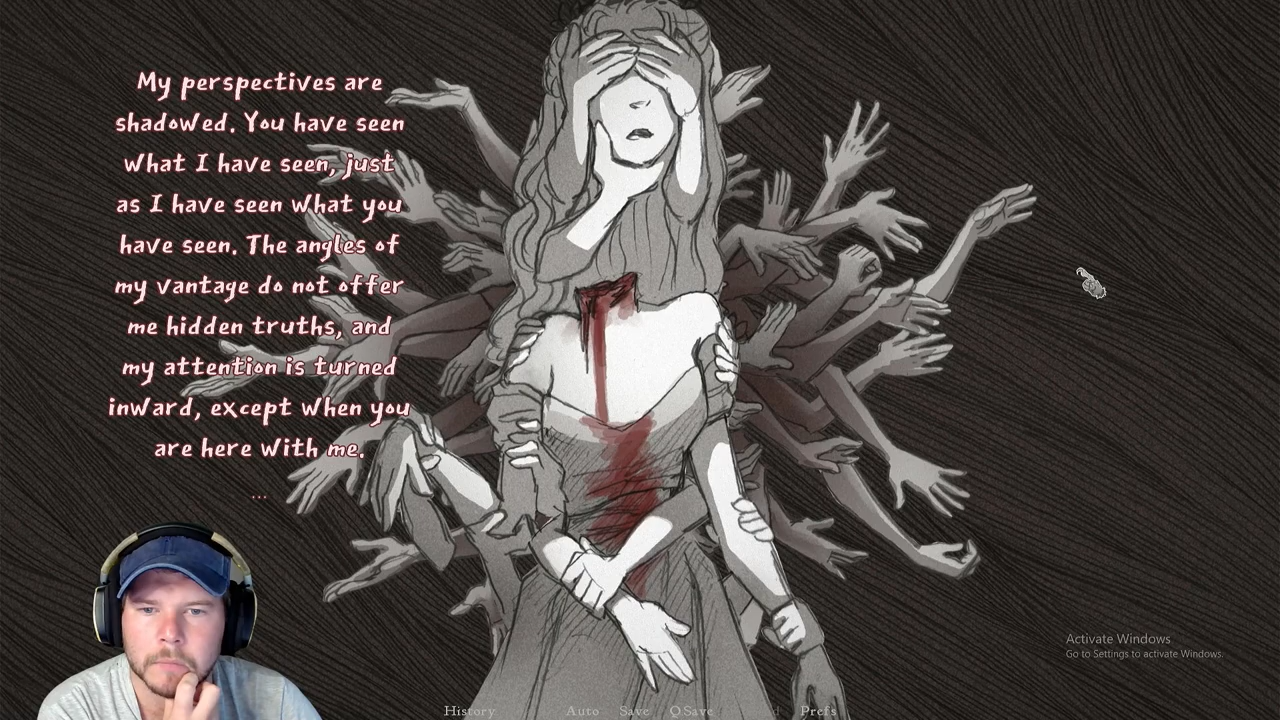 My perspectives are
shadowed. You have seen
what I have seen, just
as I have seen what you
have seen. The angles of
my vantage do not offer
me hidden truths, and
my attention is turned
inward, except when you
are here with me.
...
Activate Windows
Go to Settings to activate Windows.
History Auto Save Q.Save Prefs